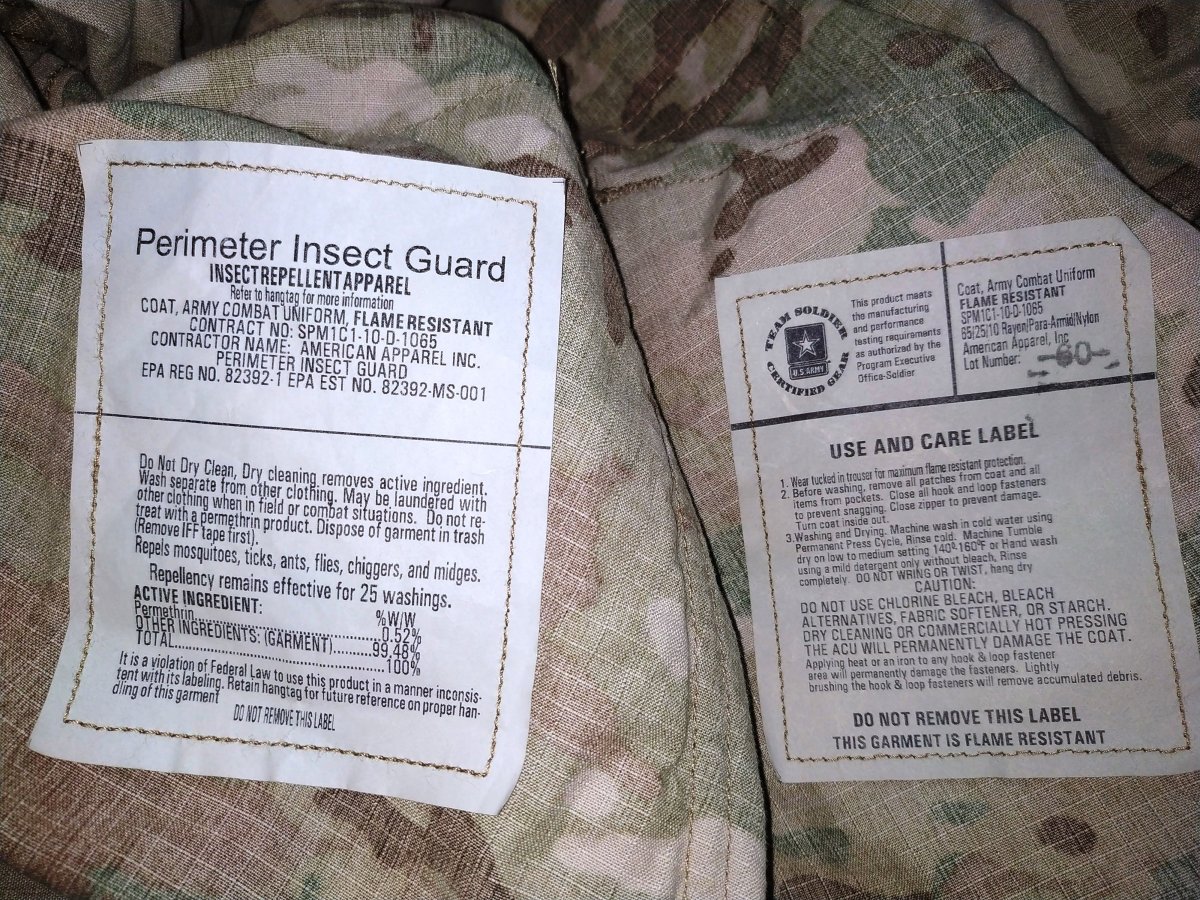 Perimeter Insect Guard
INSECT REPELLENT APPAREL
Refer to hangtag for more information
COAT, ARMY COMBAT UNIFORM, FLAME RESISTANT
CONTRACT NO: SPM1C1-10-D-1065
CONTRACTOR NAME: AMERICAN APPAREL INC.
PERIMETER INSECT GUARD
EPA REG NO. 82392-1 EPA EST NO. 82392-MS-001
Do Not Dry Clean, Dry cleaning removes active ingredient.
Wash separate from other clothing. May be laundered with
other clothing when in field or combat situations. Do not re-
treat with a permethrin product. Dispose of garment in trash
(Remove IFF tape first).
Repels mosquitoes, ticks, ants, flies, chiggers, and midges.
Repellency remains effective for 25 washings.
ACTIVE INGREDIENT: %W/W
Permethrin..............................0.52%
OTHER INGREDIENTS: (GARMENT).......99.48%
TOTAL........................................100%
It is a violation of Federal Law to use this product in a manner inconsis-
tent with its labeling. Retain hangtag for future reference on proper han-
dling of this garment
DO NOT REMOVE THIS LABEL
TEAM SOLDIER
U.S. ARMY
CERTIFIED GEAR
This product meets
the manufacturing
and performance
testing requirements
as authorized by the
Program Executive
Office-Soldier
Coat, Army Combat Uniform
FLAME RESISTANT
SPM1C1-10-D-1065
65/25/10 Rayon/Para-Armid/Nylon
American Apparel, Inc
Lot Number: -60-
USE AND CARE LABEL
1. Wear tucked in trouser for maximum flame resistant protection.
2. Before washing, remove all patches from coat and all
items from pockets. Close all hook and loop fasteners
to prevent snagging. Close zipper to prevent damage.
Turn coat inside out.
3.Washing and Drying. Machine wash in cold water using
Permanent Press Cycle, Rinse cold. Machine Tumble
dry on low to medium setting 140º-160ºF or Hand wash
using a mild detergent only without bleach, Rinse
completely. DO NOT WRING OR TWIST, hang dry
CAUTION:
DO NOT USE CHLORINE BLEACH, BLEACH
ALTERNATIVES, FABRIC SOFTENER, OR STARCH.
DRY CLEANING OR COMMERCIALLY HOT PRESSING
THE ACU WILL PERMANENTLY DAMAGE THE COAT.
Applying heat or an iron to any hook & loop fastener
area will permanently damage the fasteners. Lightly
brushing the hook & loop fasteners will remove accumulated debris.
DO NOT REMOVE THIS LABEL
THIS GARMENT IS FLAME RESISTANT